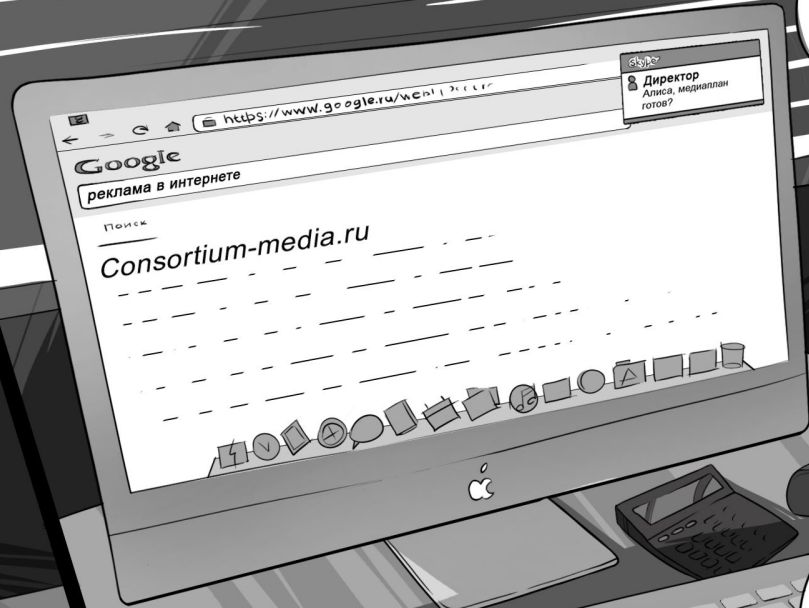 https://www.google.ru/
skype
Директор
Алиса, медиаплан
готов?
Google
реклама в интернете
Поиск
Consortium-media.ru